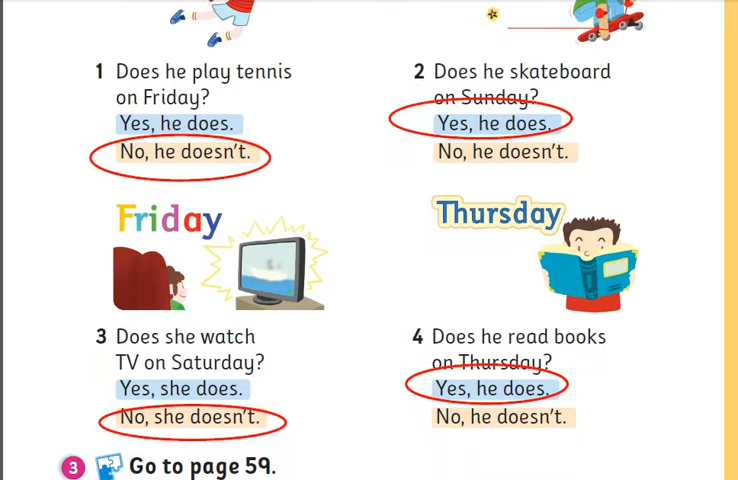 1 Does he play tennis
on Friday?
Yes, he does.
No, he doesn't.
2 Does he skateboard
on Sunday?
Yes, he does.
No, he doesn't.
Friday
Thursday
3 Does she watch
TV on Saturday?
Yes, she does.
No, she doesn't.
4 Does he read books
on Thursday?
Yes, he does.
No, he doesn't.
3 Go to page 59.